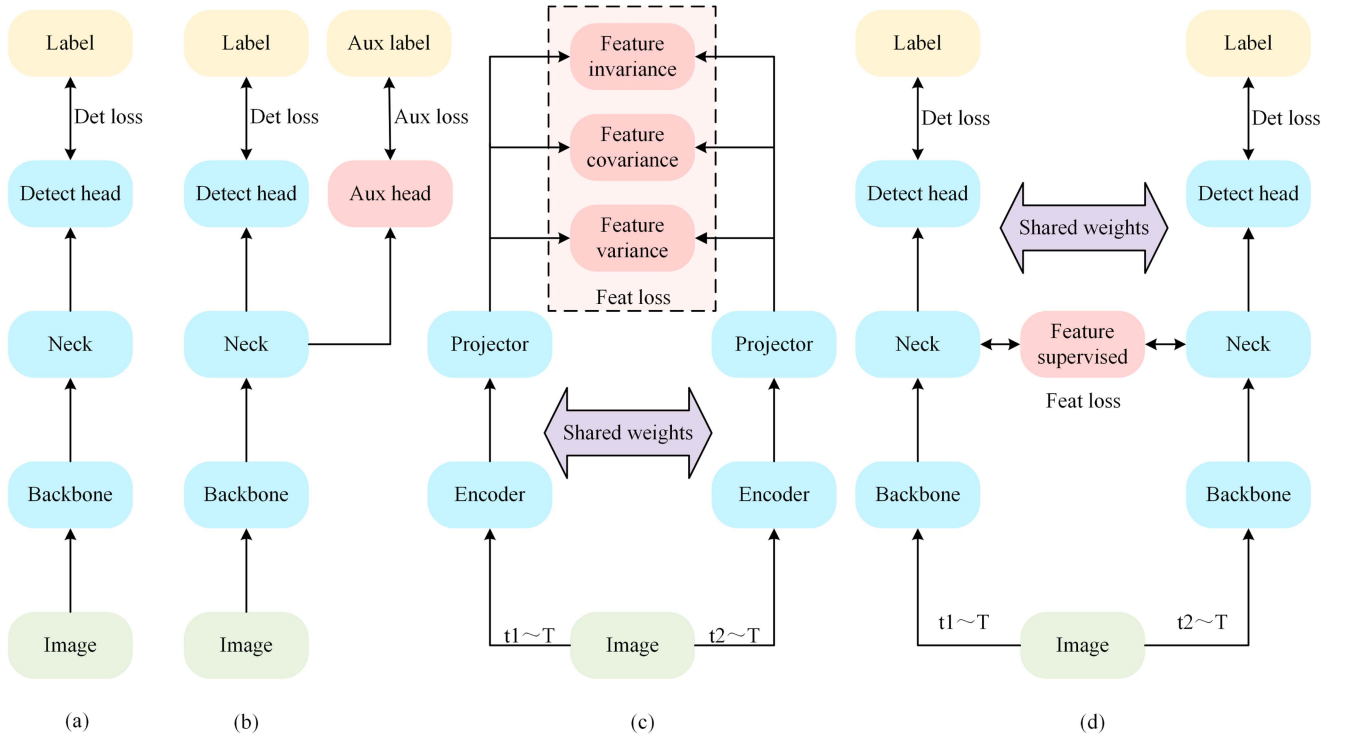 Label
Det loss
Detect head
Neck
Backbone
Image
(a)
Label
Aux label
Det loss
Aux loss
Detect head
Aux head
Neck
Backbone
Image
(b)
Feature
invariance
Feature
covariance
Feature
variance
Feat loss
Projector
Projector
Shared weights
Encoder
Encoder
t1~T
Image
t2~T
(c)
Label
Label
Det loss
Det loss
Detect head
Detect head
Shared weights
Neck
Feature
supervised
Neck
Feat loss
Backbone
Backbone
t1~T
Image
t2~T
(d)